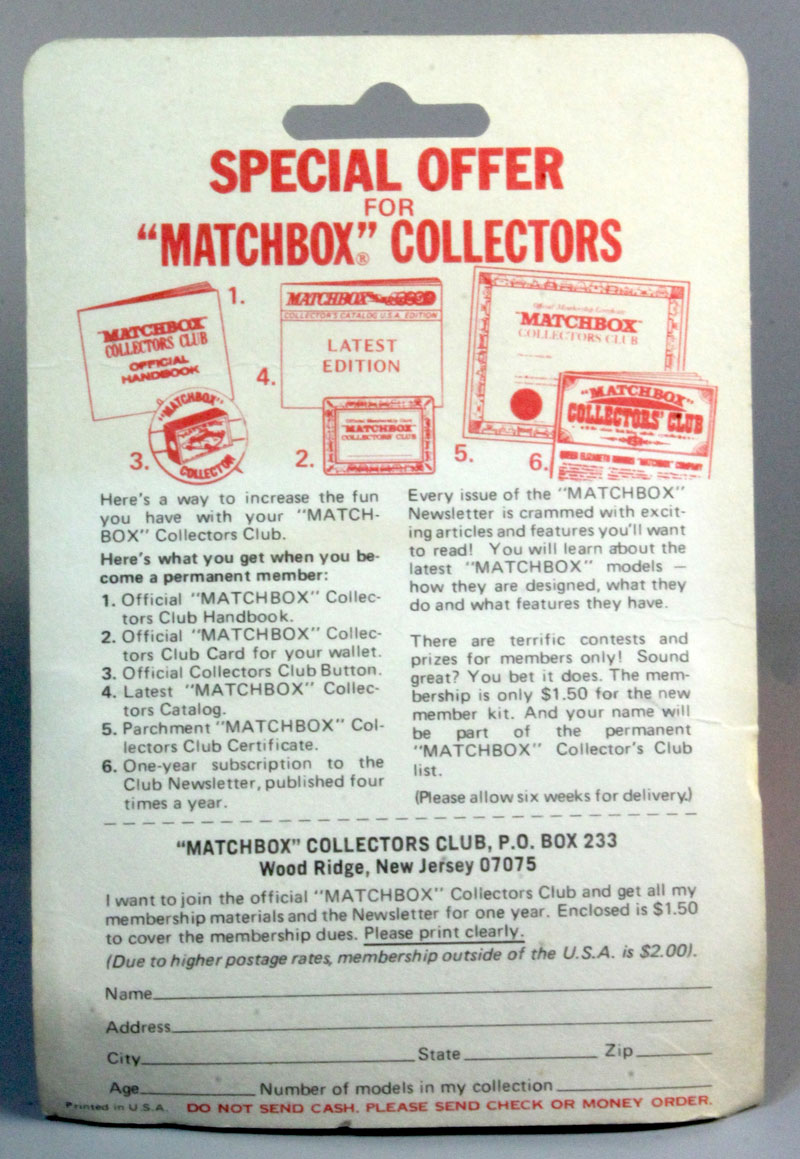 SPECIAL OFFER
FOR
“MATCHBOX”® COLLECTORS
1.
"MATCHBOX"
COLLECTORS CLUB
OFFICIAL
HANDBOOK
4.
MATCHBOX
COLLECTOR'S CATALOG U.S.A. EDITION
LATEST
EDITION
Official Membership Certificate
"MATCHBOX"
COLLECTORS CLUB
3.
"MATCHBOX"
COLLECTOR
2.
Official Membership Card
"MATCHBOX"
COLLECTORS' CLUB
5.
6.
"MATCHBOX"
COLLECTORS' CLUB
QUEEN ELIZABETH AWARDS "MATCHBOX" COMPANY
Here's a way to increase the fun
you have with your "MATCH-
BOX" Collectors Club.
Here's what you get when you be-
come a permanent member:
1. Official "MATCHBOX" Collec-
tors Club Handbook.
2. Official "MATCHBOX" Collec-
tors Club Card for your wallet.
3. Official Collectors Club Button.
4. Latest "MATCHBOX" Collec-
tors Catalog.
5. Parchment "MATCHBOX" Col-
lectors Club Certificate.
6. One-year subscription to the
Club Newsletter, published four
times a year.
Every issue of the "MATCHBOX"
Newsletter is crammed with excit-
ing articles and features you'll want
to read! You will learn about the
latest "MATCHBOX" models —
how they are designed, what they
do and what features they have.
There are terrific contests and
prizes for members only! Sound
great? You bet it does. The mem-
bership is only $1.50 for the new
member kit. And your name will
be part of the permanent
"MATCHBOX" Collector's Club
list.
(Please allow six weeks for delivery.)
“MATCHBOX” COLLECTORS CLUB, P.O. BOX 233
Wood Ridge, New Jersey 07075
I want to join the official "MATCHBOX" Collectors Club and get all my
membership materials and the Newsletter for one year. Enclosed is $1.50
to cover the membership dues. Please print clearly.
(Due to higher postage rates, membership outside of the U.S.A. is $2.00).
Name
Address
City State Zip
Age Number of models in my collection
Printed in U.S.A. DO NOT SEND CASH. PLEASE SEND CHECK OR MONEY ORDER.